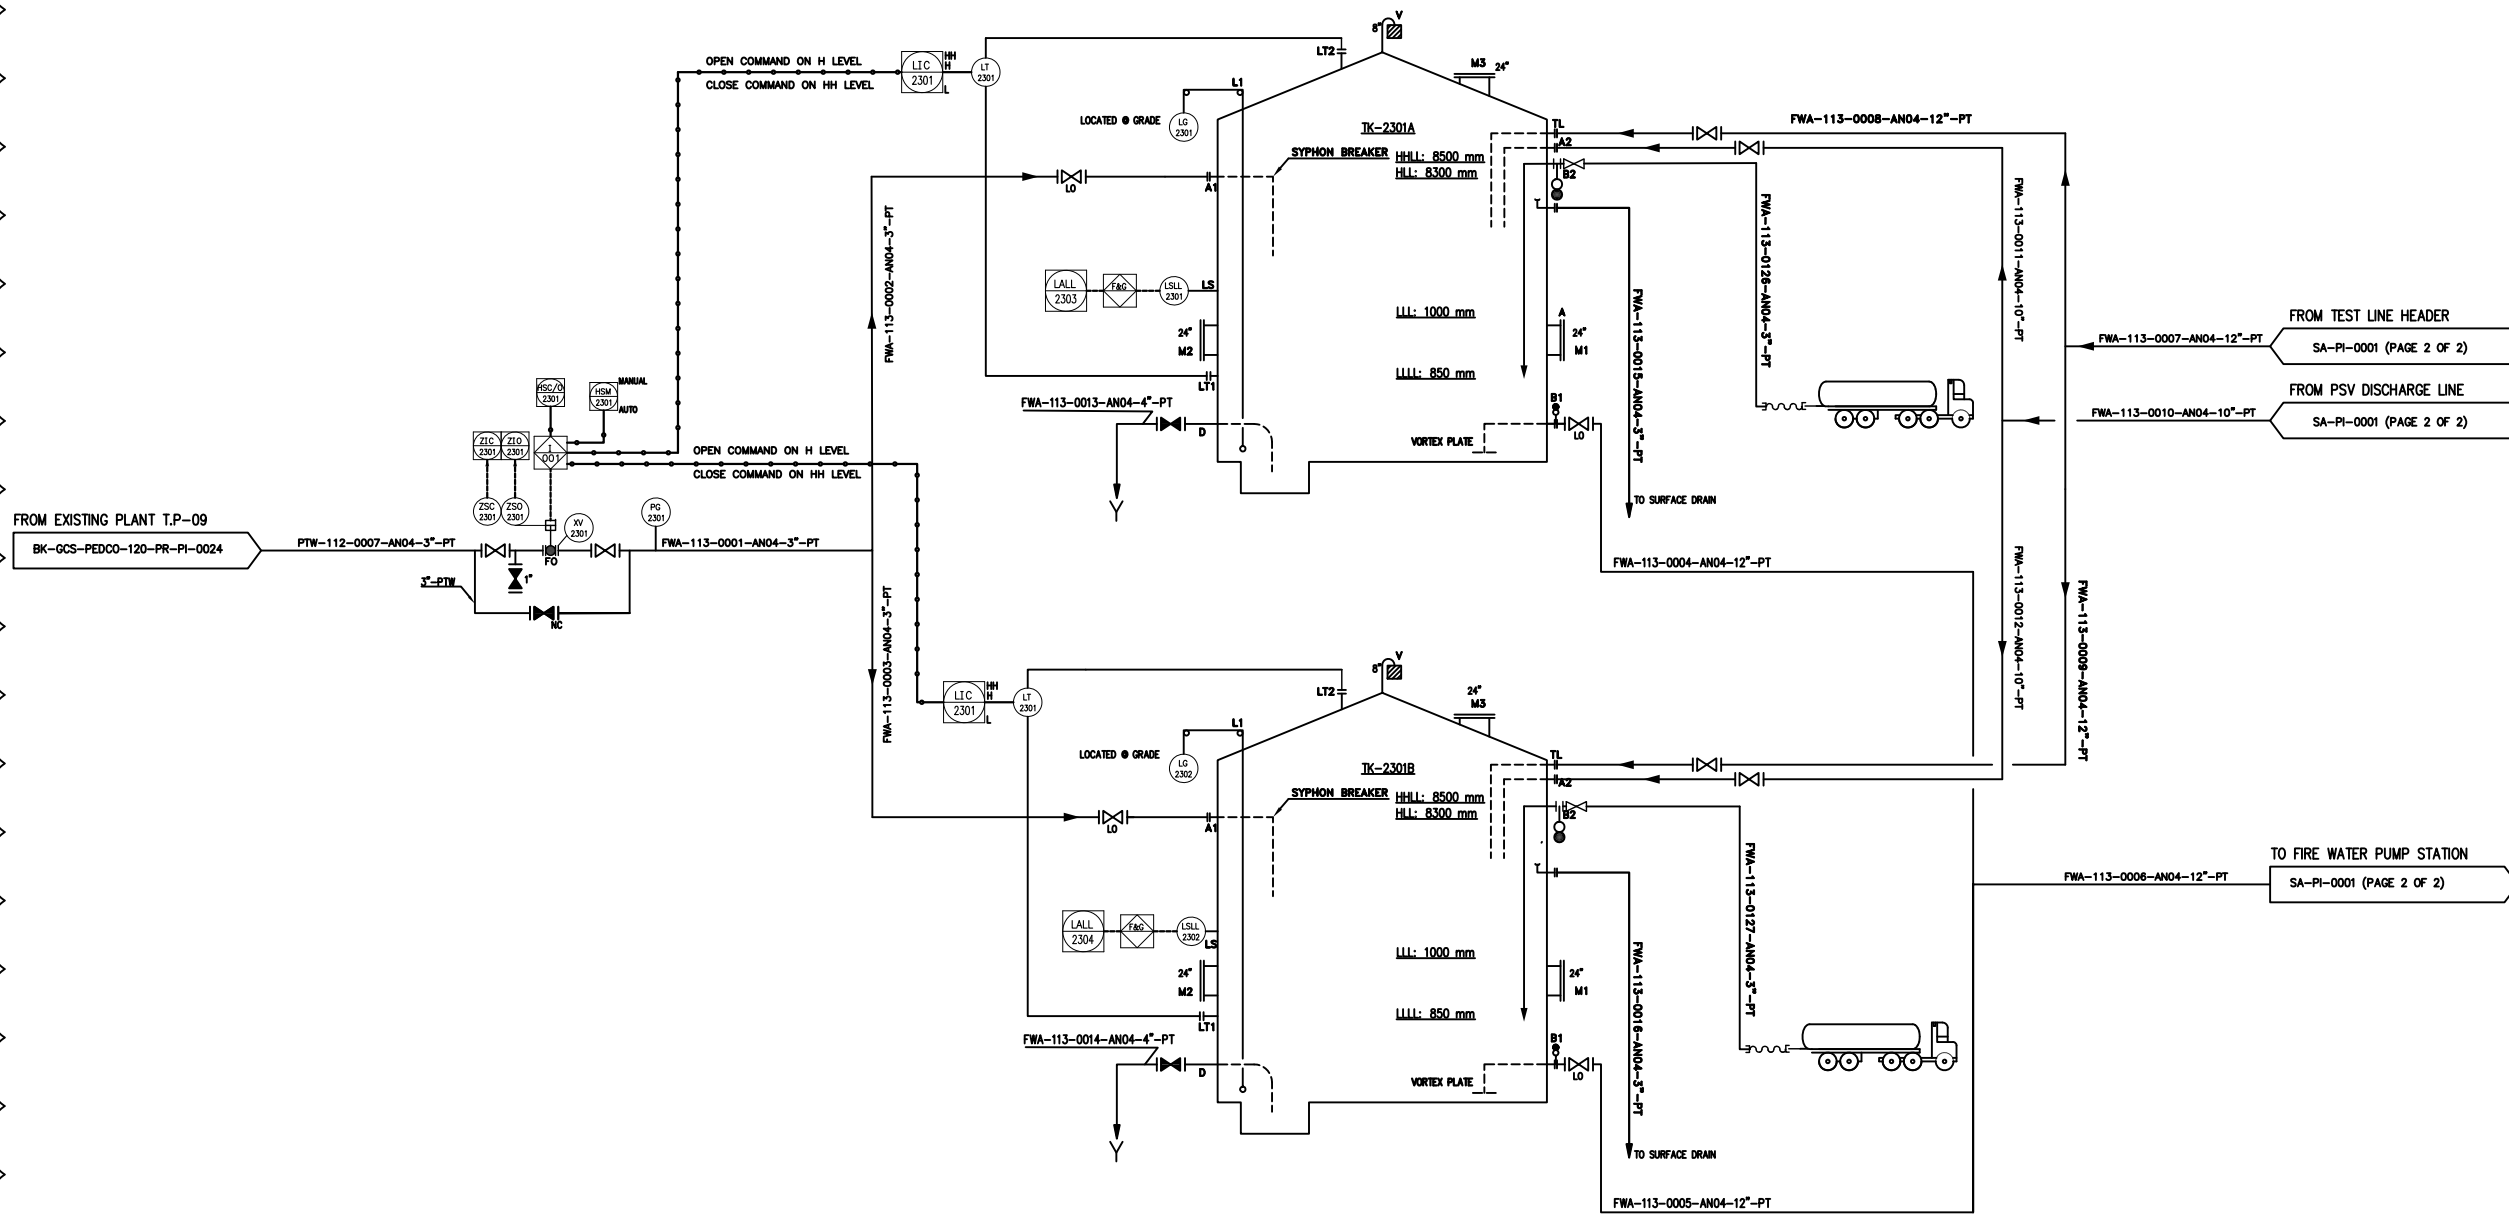 8"
V
LT2
M3 24"
OPEN COMMAND ON H LEVEL
CLOSE COMMAND ON HH LEVEL
LIC
2301
HH
H
L
LT
2301
L1
LOCATED @ GRADE
LG
2301
TK-2301A
SYPHON BREAKER
HHLL: 8500 mm
HLL: 8300 mm
TL
A2
B2
FWA-113-0008-AN04-12"-PT
LO
A1
FWA-113-0002-AN04-3"-PT
FWA-113-0126-AN04-3"-PT
FWA-113-0011-AN04-10"-PT
LALL
2303
F&G
LSLL
2301
LS
LLL: 1000 mm
A
24"
M2
24"
M1
LT1
LLLL: 850 mm
FWA-113-0015-AN04-3"-PT
FROM TEST LINE HEADER
FWA-113-0007-AN04-12"-PT
SA-PI-0001 (PAGE 2 OF 2)
FROM PSV DISCHARGE LINE
FWA-113-0010-AN04-10"-PT
SA-PI-0001 (PAGE 2 OF 2)
HSC/O
2301
HSM
2301
MANUAL
AUTO
FWA-113-0013-AN04-4"-PT
D
B1
LO
VORTEX PLATE
ZIC
2301
ZIO
2301
I
001
OPEN COMMAND ON H LEVEL
CLOSE COMMAND ON HH LEVEL
ZSC
2301
ZSO
2301
XV
2301
PG
2301
TO SURFACE DRAIN
FROM EXISTING PLANT T.P-09
BK-GCS-PEDCO-120-PR-PI-0024
PTW-112-0007-AN04-3"-PT
FO
FWA-113-0001-AN04-3"-PT
3"-PTW
1"
NC
FWA-113-0004-AN04-12"-PT
FWA-113-0012-AN04-10"-PT
FWA-113-0009-AN04-12"-PT
FWA-113-0003-AN04-3"-PT
8"
V
LT2
24"
M3
LIC
2301
HH
H
L
LT
2301
L1
LOCATED @ GRADE
LG
2302
TK-2301B
SYPHON BREAKER
HHLL: 8500 mm
HLL: 8300 mm
TL
A2
B2
LO
A1
FWA-113-0127-AN04-3"-PT
TO FIRE WATER PUMP STATION
FWA-113-0006-AN04-12"-PT
SA-PI-0001 (PAGE 2 OF 2)
LALL
2304
F&G
LSLL
2302
LS
LLL: 1000 mm
24"
M2
24"
M1
LT1
LLLL: 850 mm
FWA-113-0016-AN04-3"-PT
FWA-113-0014-AN04-4"-PT
D
B1
LO
VORTEX PLATE
TO SURFACE DRAIN
FWA-113-0005-AN04-12"-PT